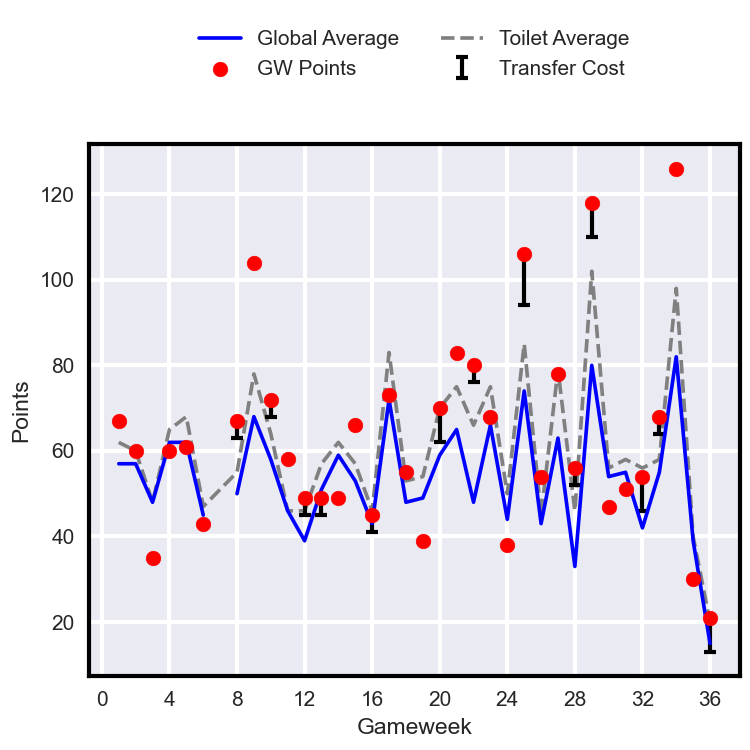 Global Average
Toilet Average
GW Points
Transfer Cost
Points
120
100
80
60
40
20
0 4 8 12 16 20 24 28 32 36
Gameweek